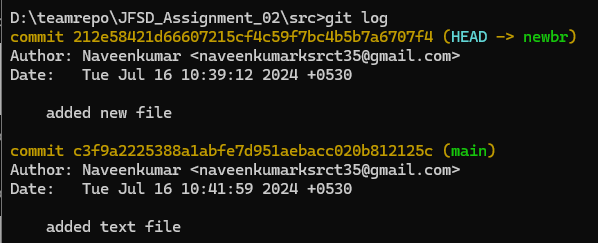 D:\teamrepo\JFSD_Assignment_02\src>git log
commit 212e58421d66607215cf4c59f7bc4b5b7a6707f4 (HEAD -> newbr)
Author: Naveenkumar <naveenkumarksrct35@gmail.com>
Date:   Tue Jul 16 10:39:12 2024 +0530
    added new file
commit c3f9a2225388a1abfe7d951aebacc020b812125c (main)
Author: Naveenkumar <naveenkumarksrct35@gmail.com>
Date:   Tue Jul 16 10:41:59 2024 +0530
    added text file